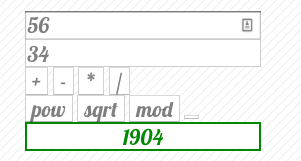 56
34
+ - * /
pow sqrt mod
1904